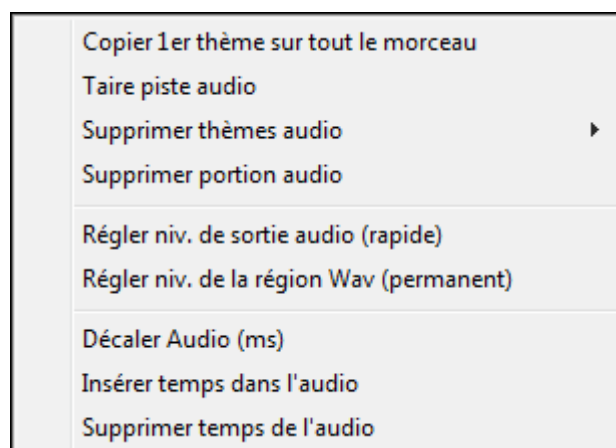 Copier 1er thème sur tout le morceau
Taire piste audio
Supprimer thèmes audio
Supprimer portion audio
Régler niv. de sortie audio (rapide)
Régler niv. de la région Wav (permanent)
Décaler Audio (ms)
Insérer temps dans l'audio
Supprimer temps de l'audio